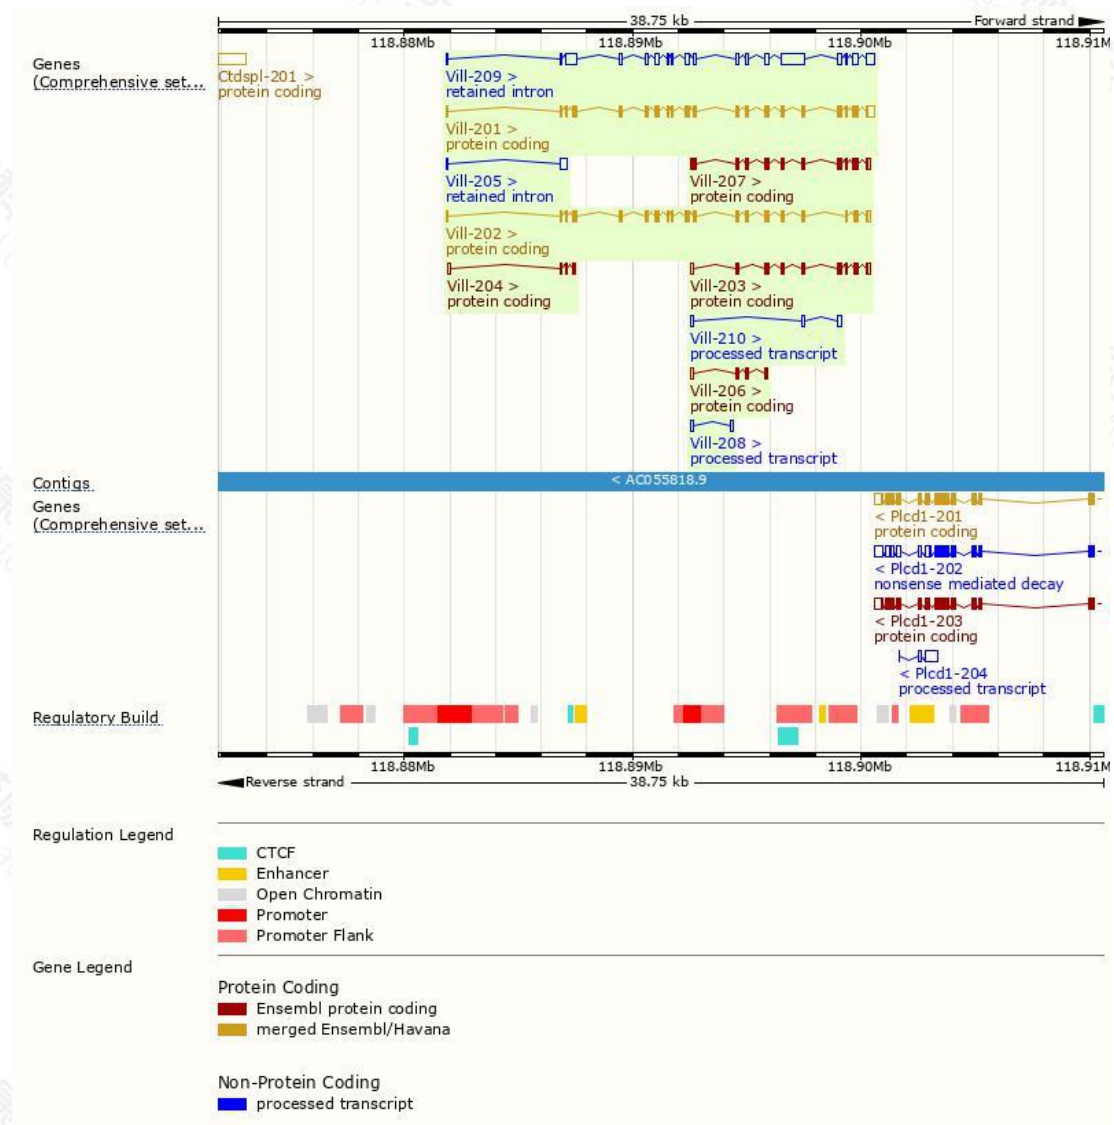 38.75 kb
Forward strand
118.88Mb 118.89Mb 118.90Mb 118.91M
Genes
(Comprehensive set...
Ctdspl-201 >
protein coding
Vill-209 >
retained intron
Vill-201 >
protein coding
Vill-205 >
retained intron
Vill-207 >
protein coding
Vill-202 >
protein coding
Vill-204 >
protein coding
Vill-203 >
protein coding
Vill-210 >
processed transcript
Vill-206 >
protein coding
Vill-208 >
processed transcript
Contigs
< AC055818.9
Genes
(Comprehensive set...
< Plcd1-201
protein coding
< Plcd1-202
nonsense mediated decay
< Plcd1-203
protein coding
< Plcd1-204
processed transcript
Regulatory Build
118.88Mb 118.89Mb 118.90Mb 118.91M
Reverse strand
38.75 kb
Regulation Legend
CTCF
Enhancer
Open Chromatin
Promoter
Promoter Flank
Gene Legend
Protein Coding
Ensembl protein coding
merged Ensembl/Havana
Non-Protein Coding
processed transcript